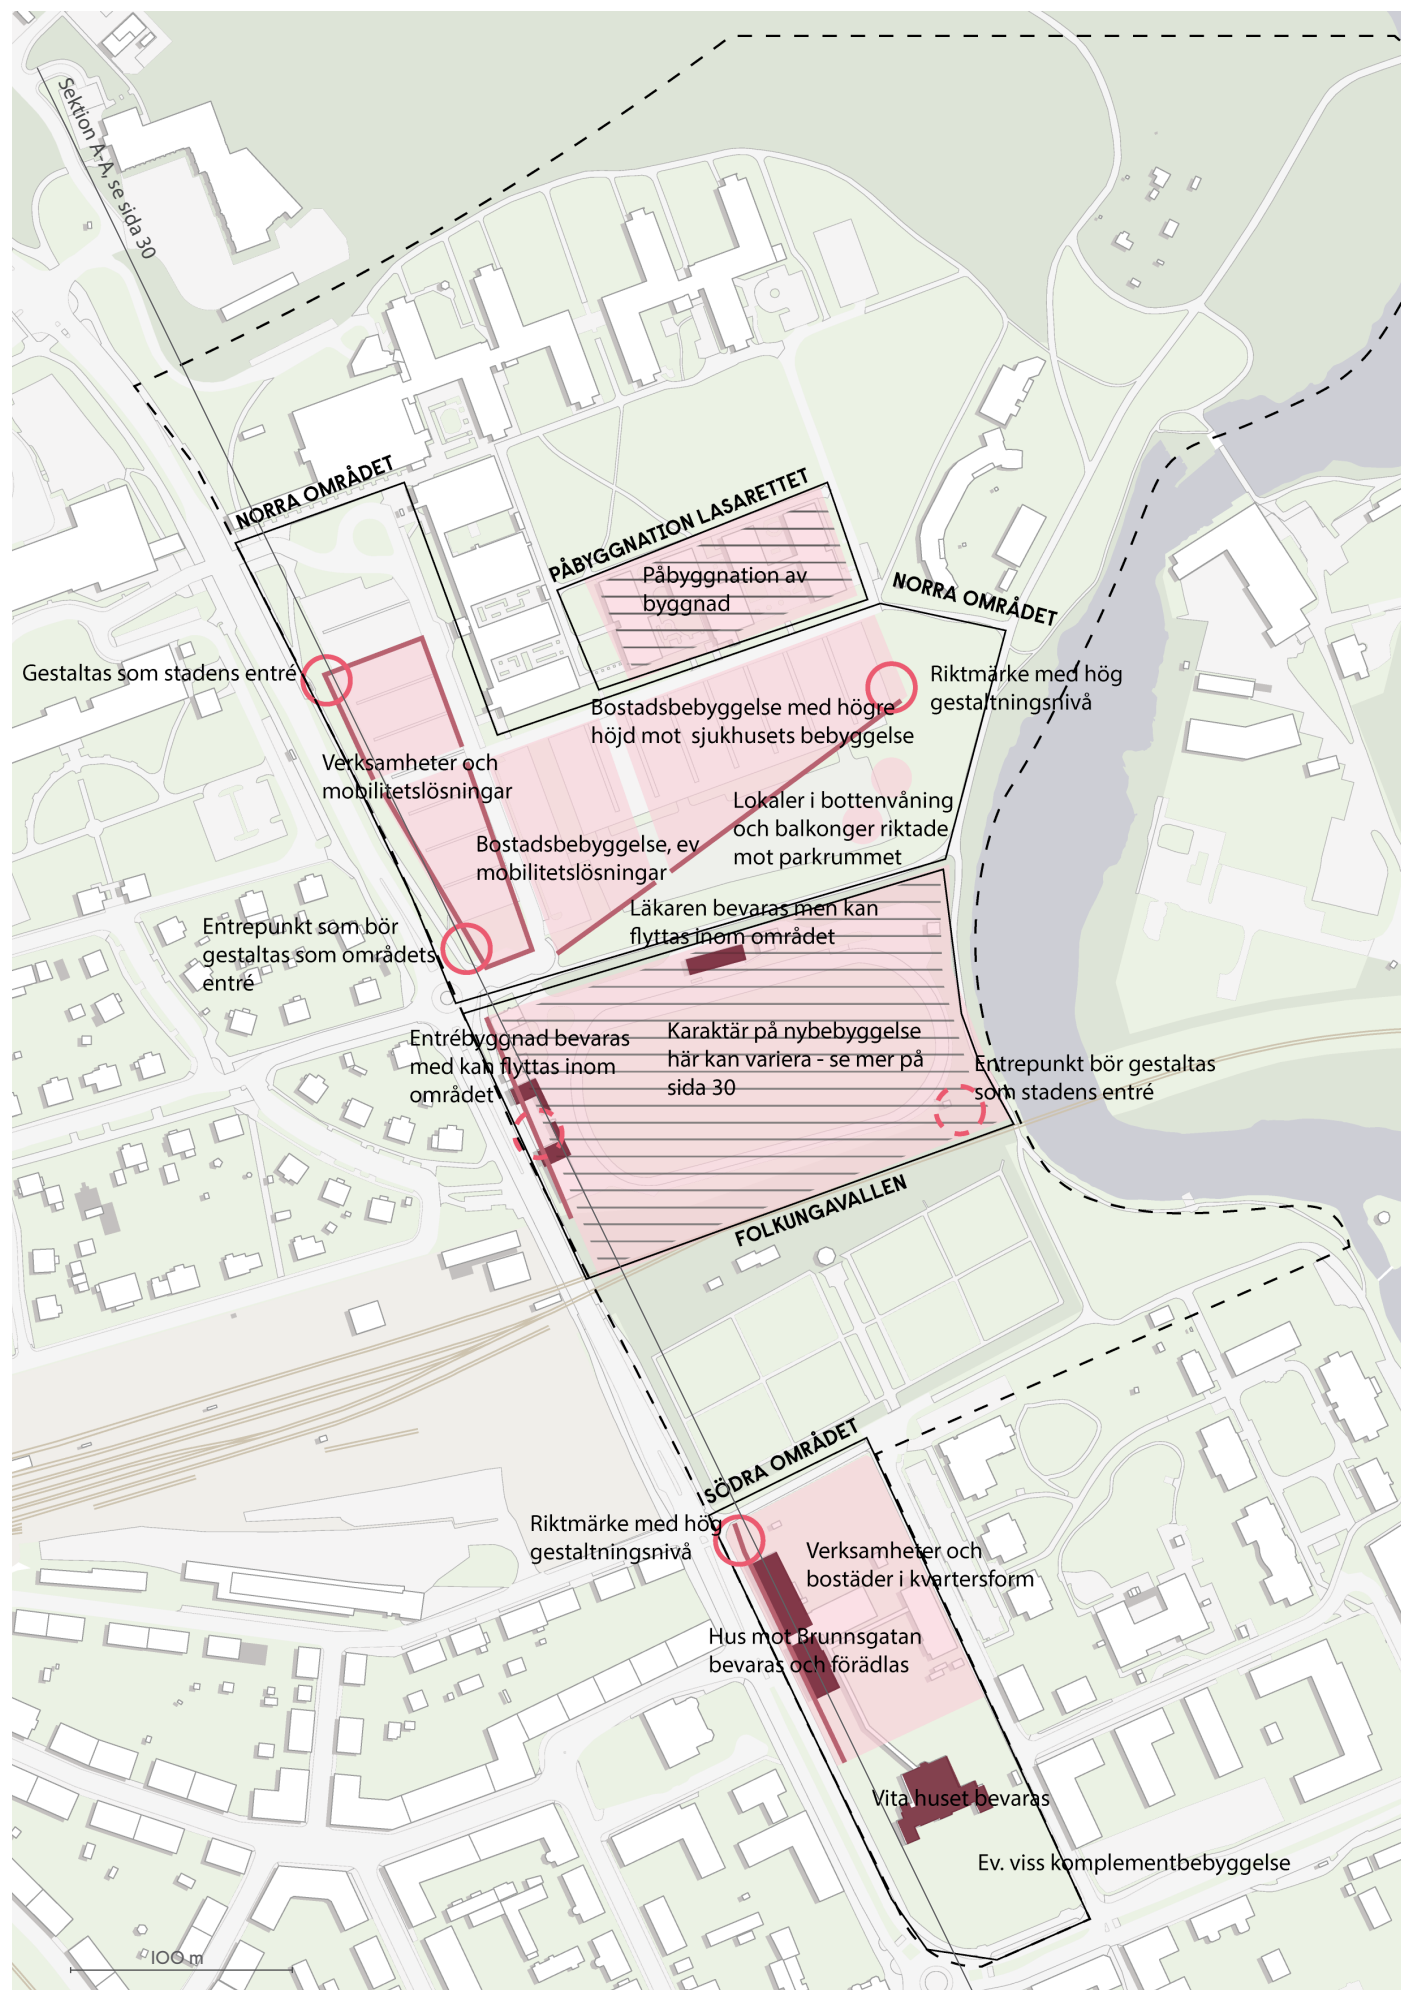 Sektion A-A, se sida 30
NORRA OMRÅDET
PÅBYGGNATION LASARETTET
Påbyggnation av
byggnad
NORRA OMRÅDET
Gestaltas som stadens entré
Riktmärke med hög
gestaltningsnivå
Bostadsbebyggelse med högre
höjd mot sjukhusets bebyggelse
Verksamheter och
mobilitetslösningar
Lokaler i bottenvåning
och balkonger riktade
mot parkrummet
Bostadsbebyggelse, ev
mobilitetslösningar
Läkaren bevaras men kan
flyttas inom området
Entrepunkt som bör
gestaltas som områdets
entré
Entrébyggnad bevaras
med kan flyttas inom
området
Karaktär på nybebyggelse
här kan variera - se mer på
sida 30
Entrepunkt bör gestaltas
som stadens entré
FOLKUNGAVALLEN
SÖDRA OMRÅDET
Riktmärke med hög
gestaltningsnivå
Verksamheter och
bostäder i kvartersform
Hus mot Brunnsgatan
bevaras och förädlas
Vita huset bevaras
Ev. viss komplementbebyggelse
100 m